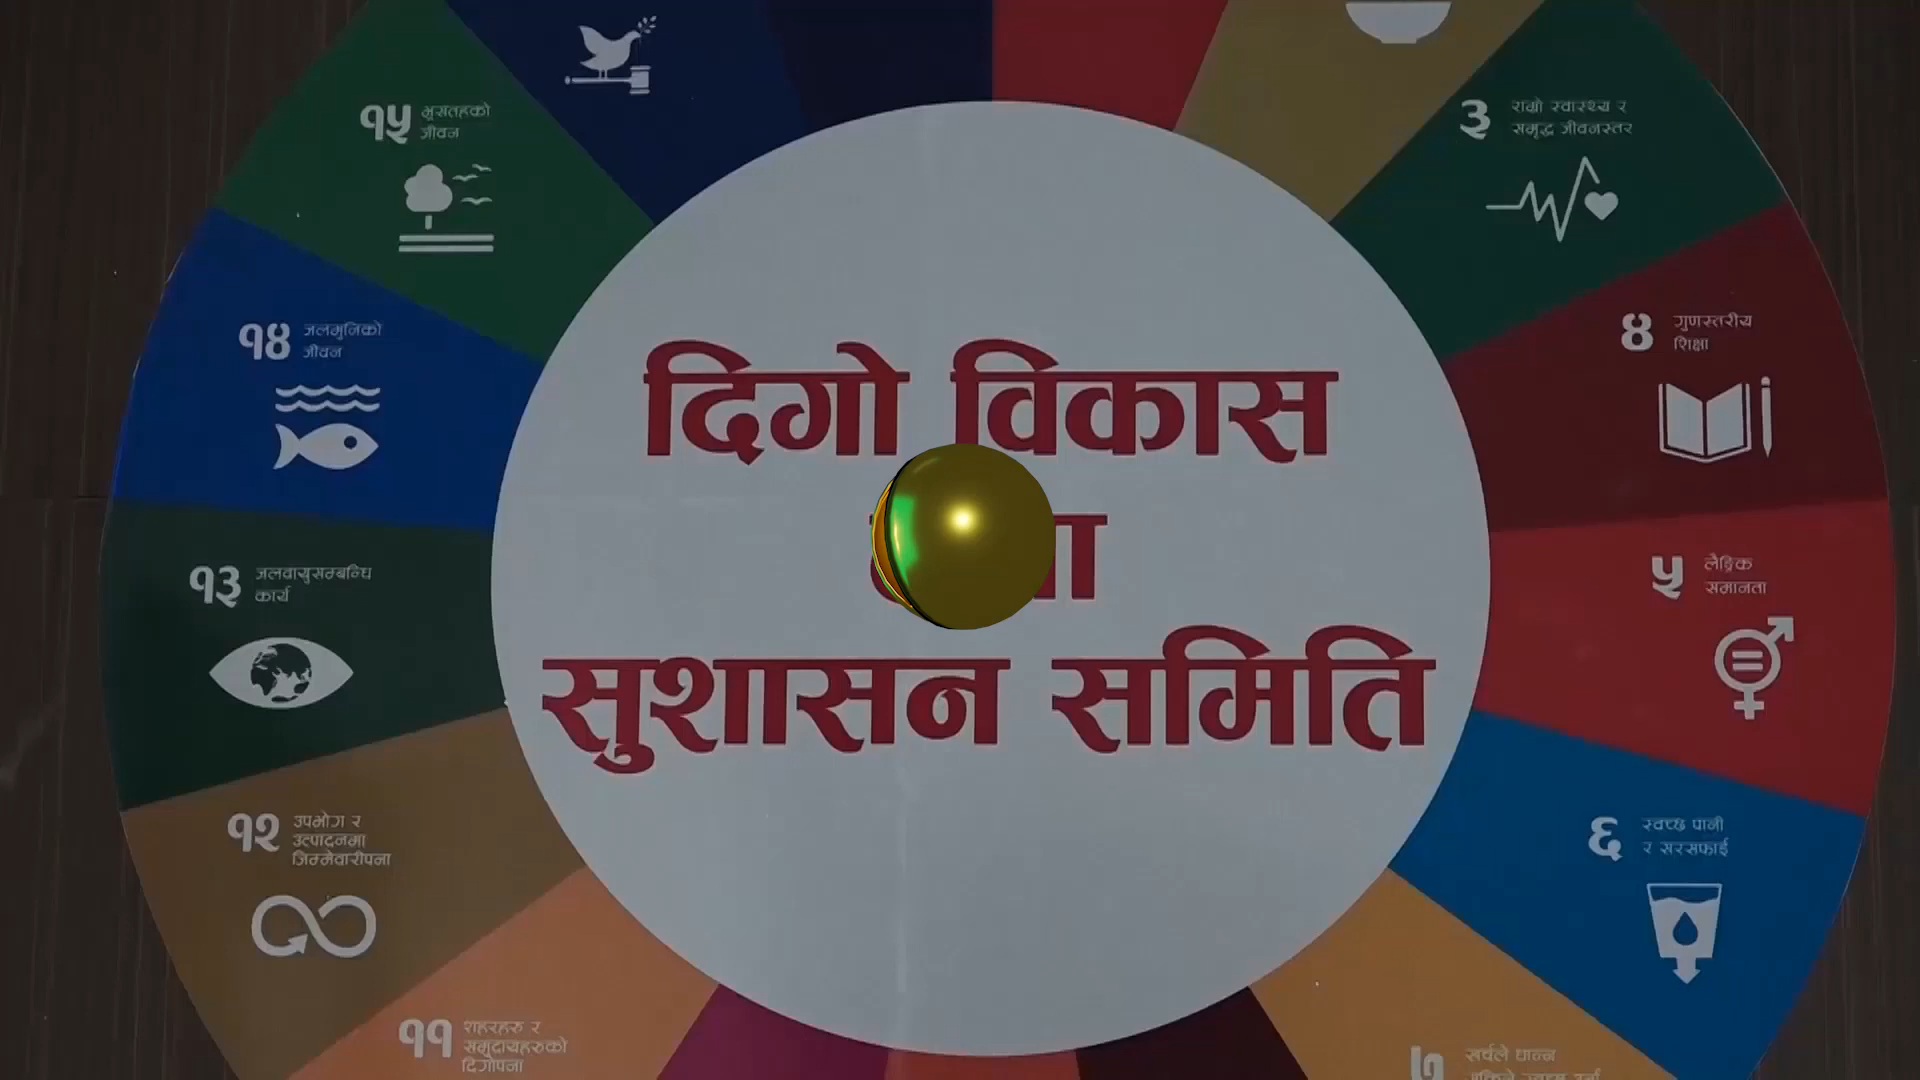 दिगो विकास
सुशासन समिति
३ राम्रो स्वास्थ्य र
समृद्ध जीवनस्तर
४ गुणस्तरीय
शिक्षा
५ लैङ्गिक
समानता
६ स्वच्छ पानी
र सरसफाई
७
११ शहरहरु र
समुदायहरुको
दिगोपना
१२ उपभोग र
उत्पादनमा
जिम्मेवारीपना
१३ जलवायुसम्बन्धि
कार्य
१४ जलमुनिको
जीवन
१५ भूसतहको
जीवन